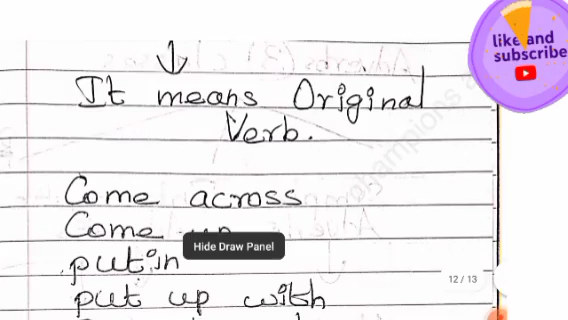 like and
subscribe
It means Original
Verb.
Come across
Come up
Hide Draw Panel
put in
12 / 13
put up with